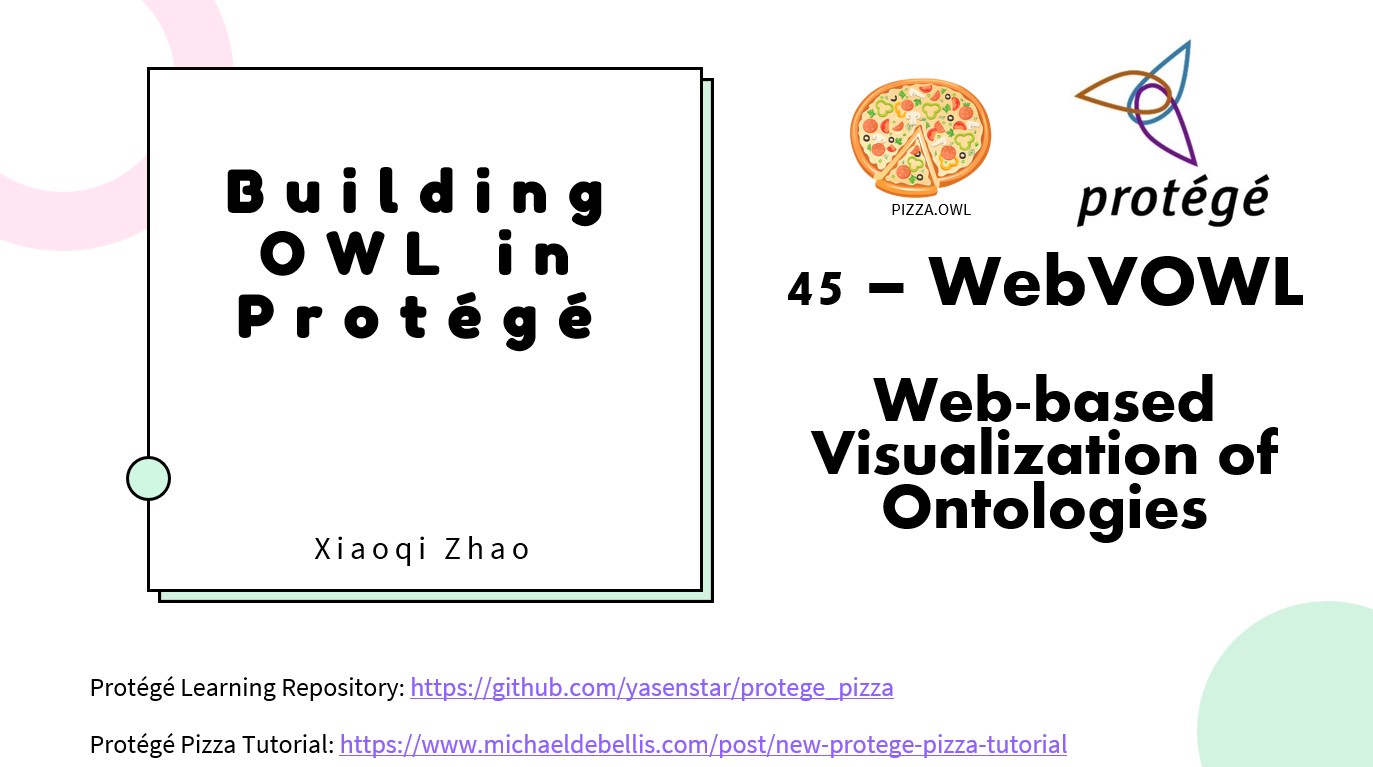 Building
OWL in
Protégé
Xiaoqi Zhao
PIZZA.OWL
protégé
45 – WebVOWL
Web-based
Visualization of
Ontologies
Protégé Learning Repository: https://github.com/yasenstar/protege_pizza
Protégé Pizza Tutorial: https://www.michaeldebellis.com/post/new-protege-pizza-tutorial